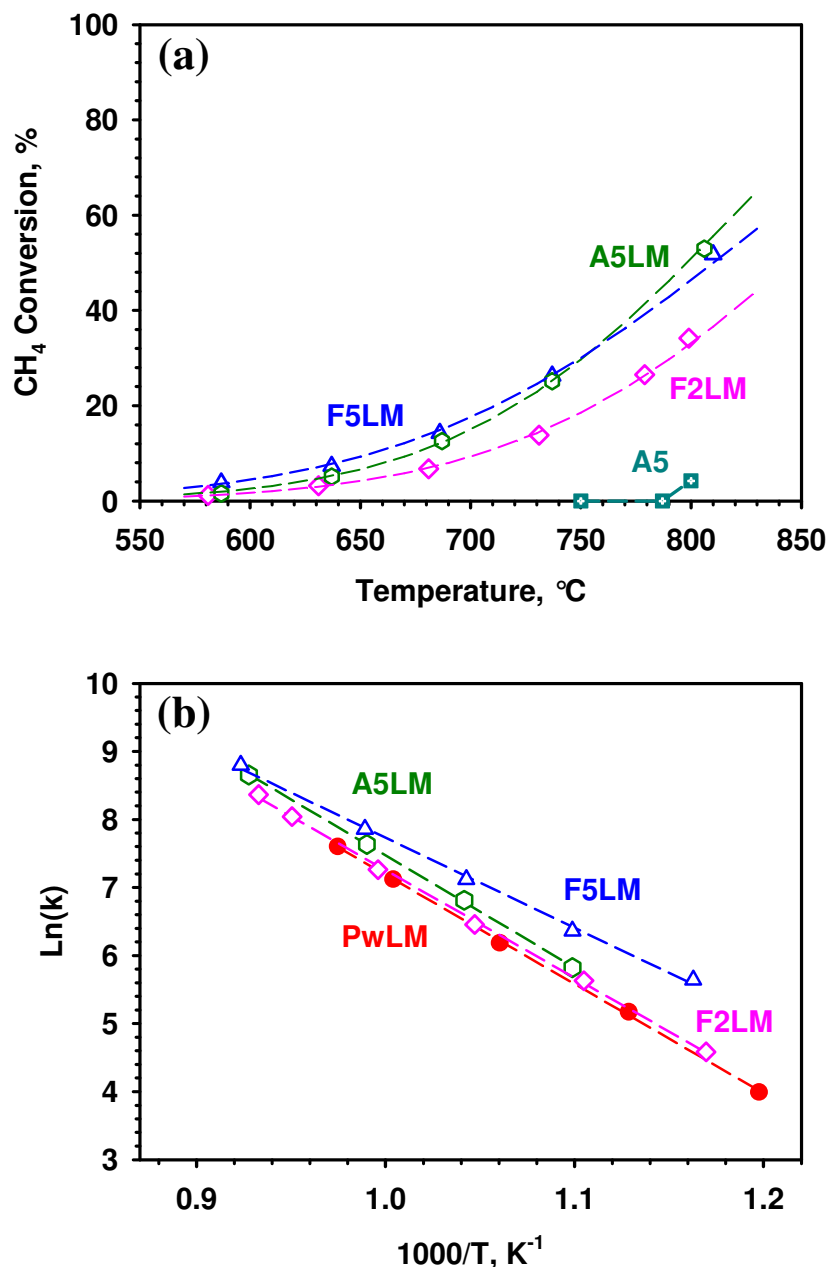 (a)
100
80
60
40
20
0
CH₄ Conversion, %
A5LM
F5LM
F2LM
A5
550 600 650 700 750 800 850
Temperature, °C
(b)
10
9
8
7
6
5
4
3
Ln(k)
A5LM
F5LM
PwLM
F2LM
0.9 1.0 1.1 1.2
1000/T, K⁻¹